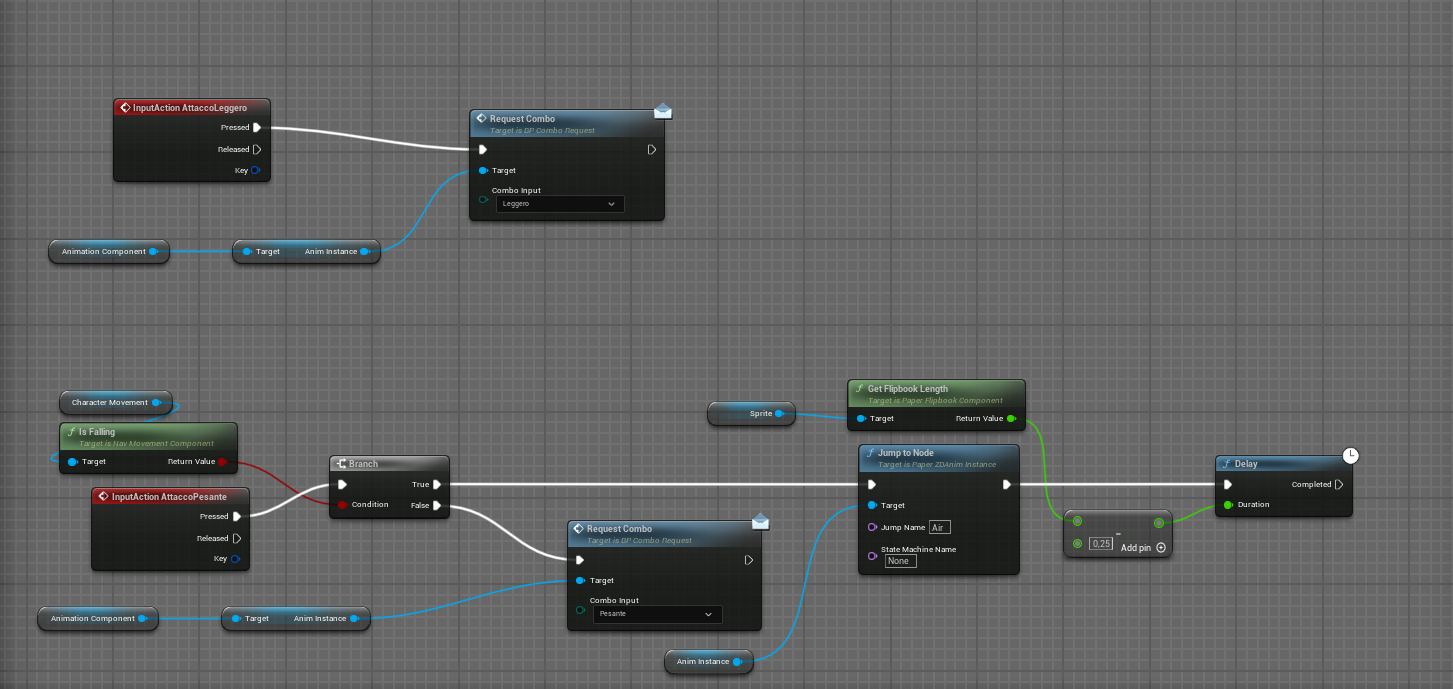 InputAction AttaccoLeggero
Pressed
Released
Key
Request Combo
Target is BP Combo Request
Target
Combo Input
Leggero
Animation Component
Target Anim Instance
Character Movement
Is Falling
Target is Nav Movement Component
Target Return Value
InputAction AttaccoPesante
Pressed
Released
Key
Branch
True
Condition False
Animation Component
Target Anim Instance
Request Combo
Target is BP Combo Request
Target
Combo Input
Pesante
Anim Instance
Sprite
Get Flipbook Length
Target is Paper Flipbook Component
Target Return Value
Jump to Node
Target is Paper ZDAnim Instance
Target
Jump Name Air
State Machine Name
None
-
0,25 Add pin
Delay
Completed
Duration